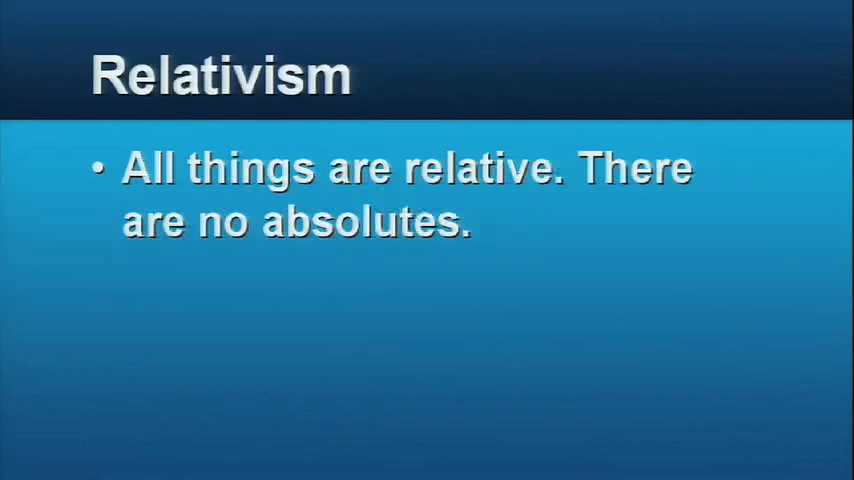 Relativism
• All things are relative. There
are no absolutes.